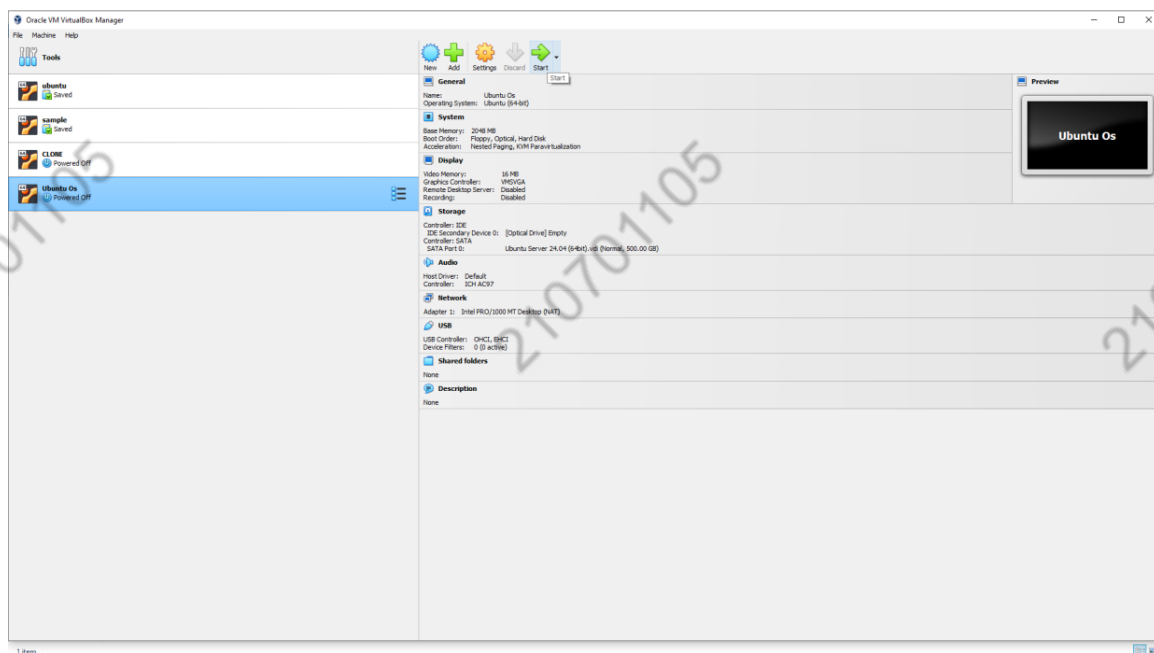 Oracle VM VirtualBox Manager
File Machine Help
Tools
ubuntu
Saved
sample
Saved
CLONE
Powered Off
Ubuntu Os
Powered Off
New Add Settings Discard Start
Start
General
Name: Ubuntu Os
Operating System: Ubuntu (64-bit)
System
Base Memory: 2048 MB
Boot Order: Floppy, Optical, Hard Disk
Acceleration: Nested Paging, KVM Paravirtualization
Display
Video Memory: 16 MB
Graphics Controller: VMSVGA
Remote Desktop Server: Disabled
Recording: Disabled
Storage
Controller: IDE
IDE Secondary Device 0: [Optical Drive] Empty
Controller: SATA
SATA Port 0: Ubuntu Server 24.04 (64bit).vdi (Normal, 500.00 GB)
Audio
Host Driver: Default
Controller: ICH AC97
Network
Adapter 1: Intel PRO/1000 MT Desktop (NAT)
USB
USB Controller: OHCI, EHCI
Device Filters: 0 (0 active)
Shared folders
None
Description
None
Preview
Ubuntu Os
01105
210701105
210
1 item